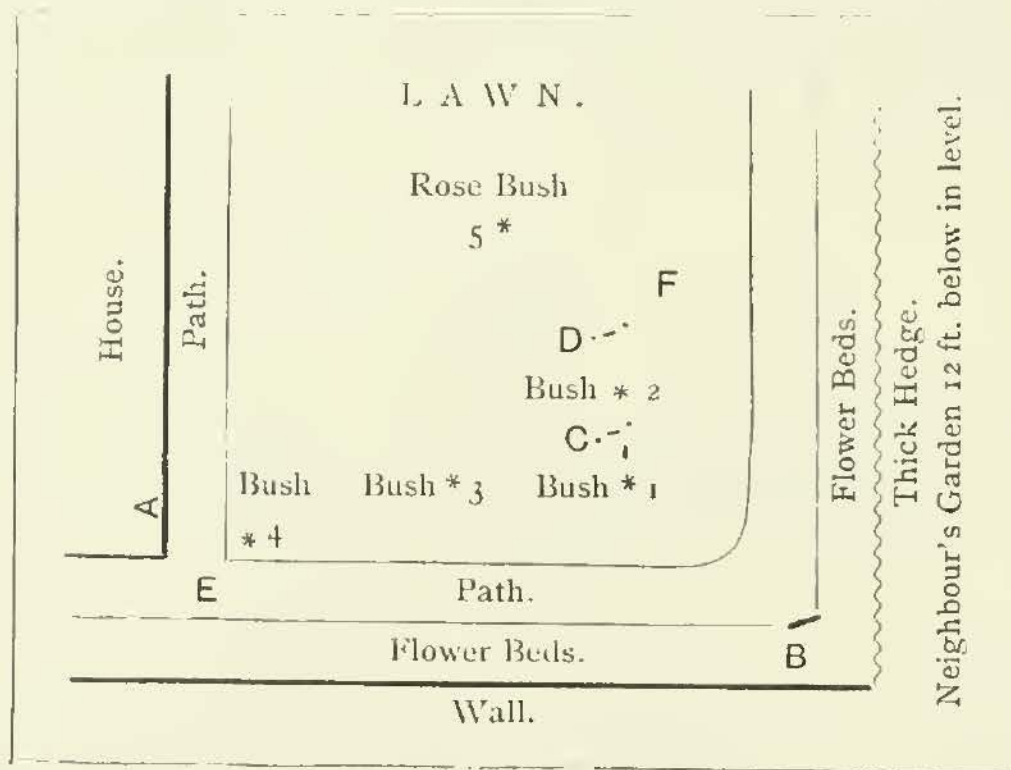 L A W N .
Rose Bush
5 *
F
D
Bush * 2
C
Bush
Bush * 3
Bush * 1
* 4
A
House.
Path.
E
Path.
Flower Beds.
B
Wall.
Flower Beds.
Thick Hedge.
Neighbour's Garden 12 ft. below in level.